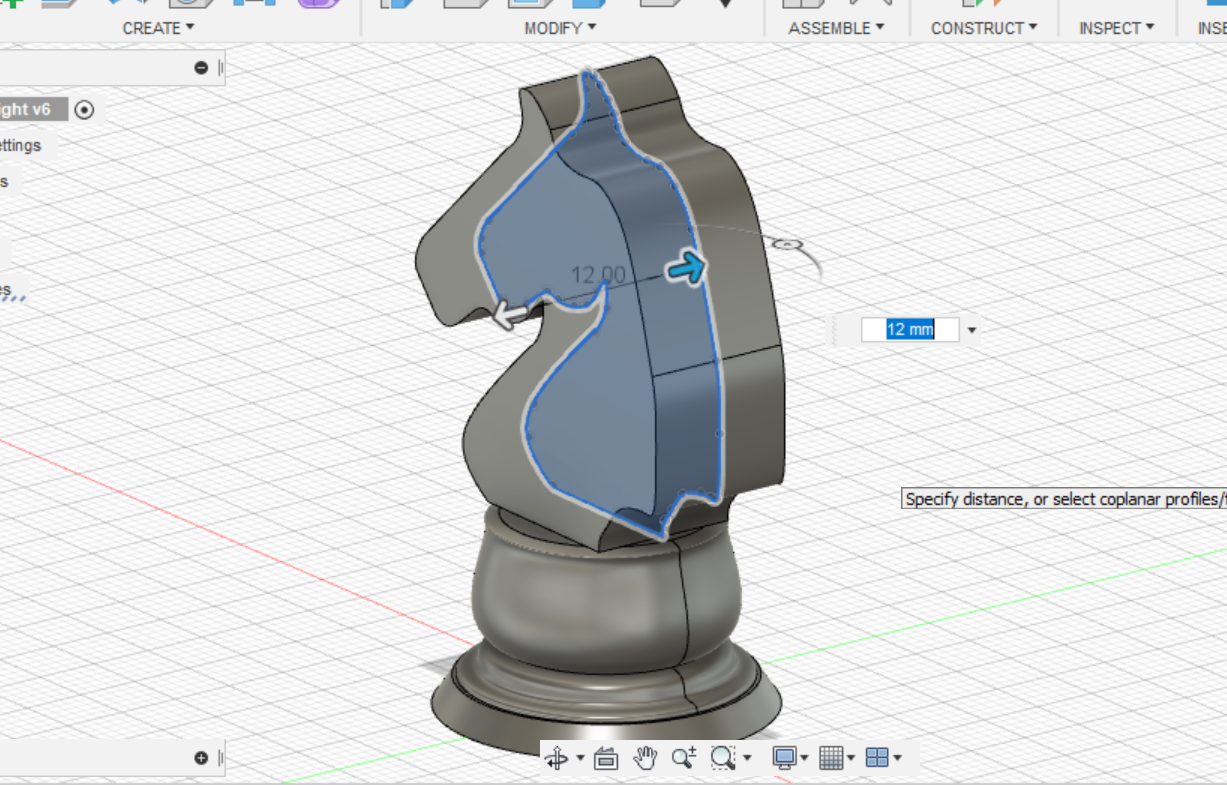 CREATE MODIFY ASSEMBLE CONSTRUCT INSPECT INSE
ight v6
ettings
s
es
12.00
12 mm
Specify distance, or select coplanar profiles/f